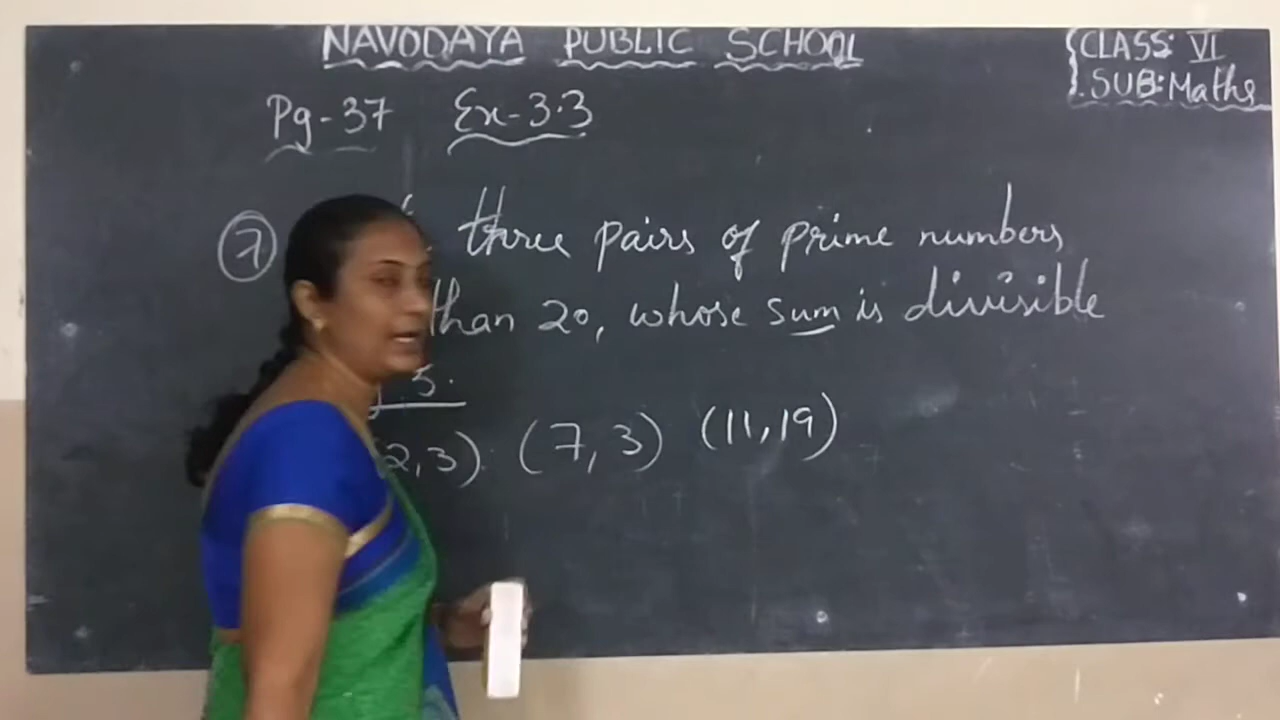 NAVODAYA PUBLIC SCHOOL
CLASS: VI
SUB: Maths
Pg-37 Ex-3.3
7 three pairs of prime numbers
than 20, whose sum is divisible
5.
2,3) (7,3) (11,19)